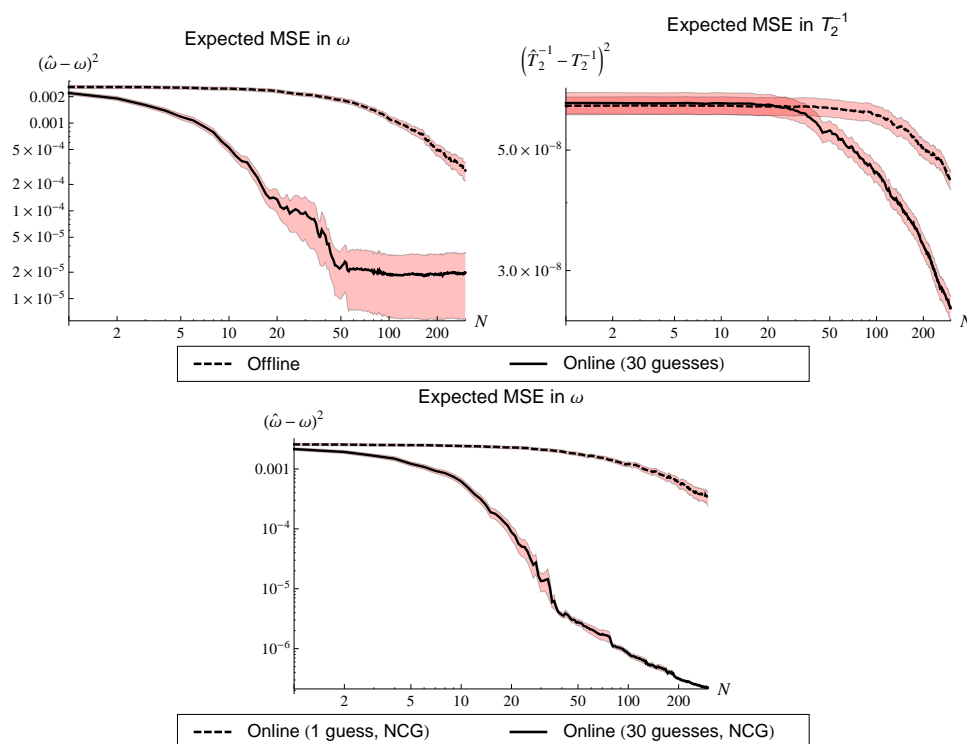 Expected MSE in ω
(ω̂ − ω)²
0.002
0.001
5 × 10⁻⁴
2 × 10⁻⁴
1 × 10⁻⁴
5 × 10⁻⁵
2 × 10⁻⁵
1 × 10⁻⁵
2 5 10 20 50 100 200 N
Expected MSE in T₂⁻¹
(T̂₂⁻¹ − T₂⁻¹)²
5.0 × 10⁻⁸
3.0 × 10⁻⁸
2 5 10 20 50 100 200 N
Offline Online (30 guesses)
Expected MSE in ω
(ω̂ − ω)²
0.001
10⁻⁴
10⁻⁵
10⁻⁶
2 5 10 20 50 100 200 N
Online (1 guess, NCG) Online (30 guesses, NCG)